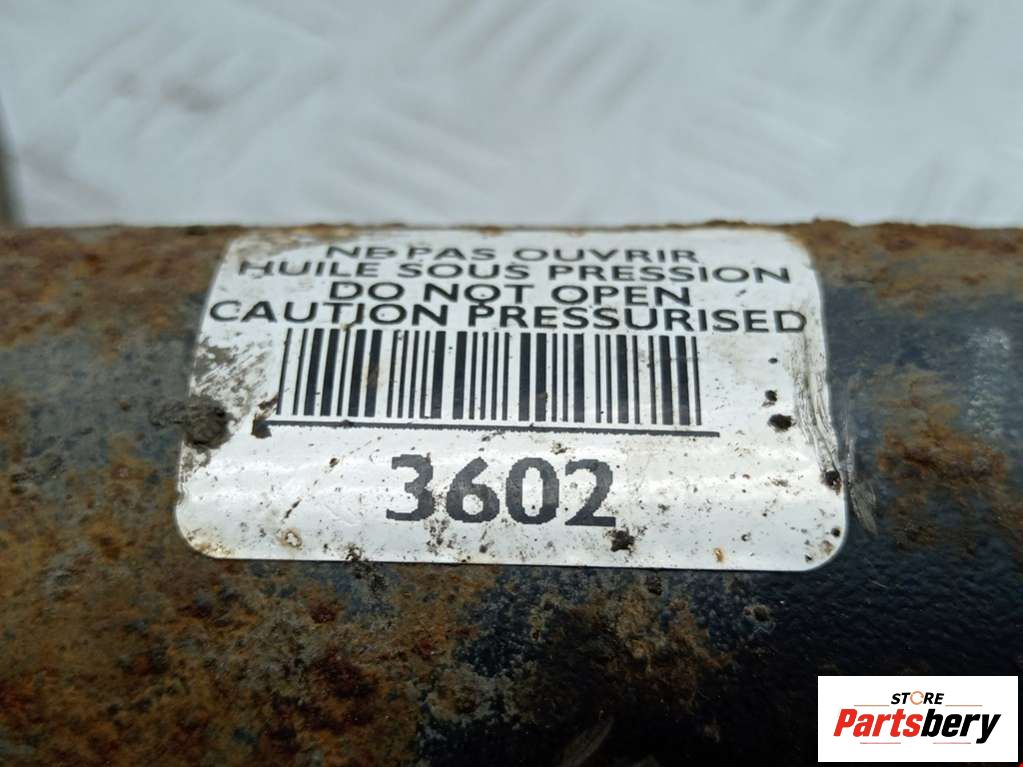 NE PAS OUVRIR
HUILE SOUS PRESSION
DO NOT OPEN
CAUTION PRESSURISED
3602
STORE
Partsbery